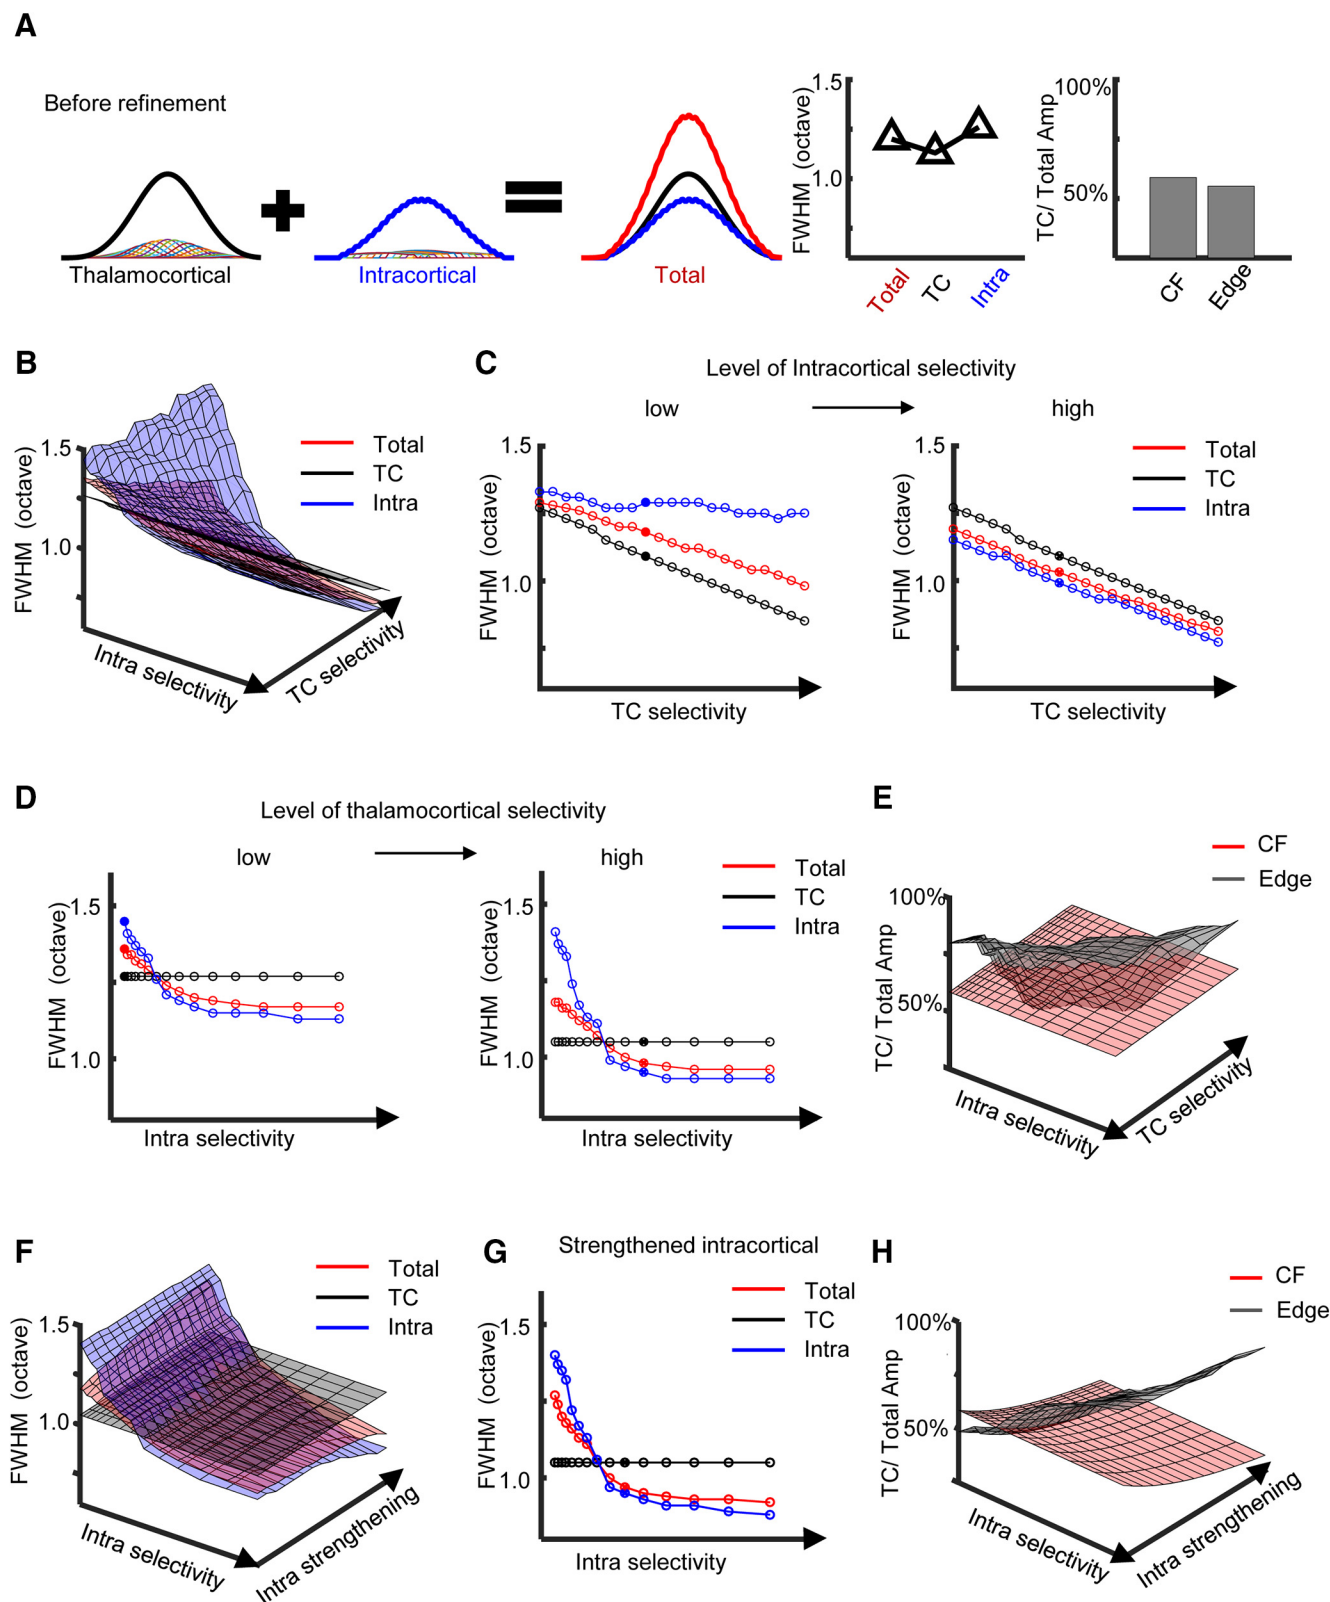 A
Before refinement
Thalamocortical
Intracortical
Total
FWHM (octave)
1.5
1.0
Total
TC
Intra
TC/ Total Amp
100%
50%
CF
Edge
B
FWHM (octave)
1.5
1.0
Total
TC
Intra
Intra selectivity
TC selectivity
C
Level of Intracortical selectivity
low
high
FWHM (octave)
1.5
1.0
TC selectivity
FWHM (octave)
1.5
1.0
Total
TC
Intra
TC selectivity
D
Level of thalamocortical selectivity
low
high
FWHM (octave)
1.5
1.0
Intra selectivity
FWHM (octave)
1.5
1.0
Total
TC
Intra
Intra selectivity
E
CF
Edge
TC/ Total Amp
100%
50%
Intra selectivity
TC selectivity
F
Total
TC
Intra
FWHM (octave)
1.5
1.0
Intra selectivity
Intra strengthening
G
Strengthened intracortical
Total
TC
Intra
FWHM (octave)
1.5
1.0
Intra selectivity
H
CF
Edge
TC/ Total Amp
100%
50%
Intra selectivity
Intra strengthening